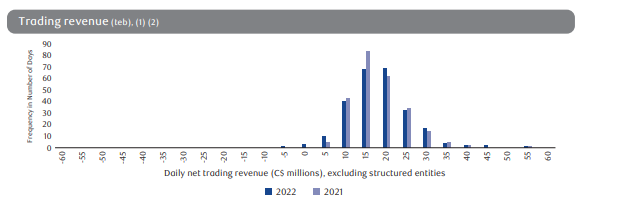 Trading revenue (teb), (1) (2)
Frequency in Number of Days
90
80
70
60
50
40
30
20
10
0
-60 -55 -50 -45 -40 -35 -30 -25 -20 -15 -10 -5 0 5 10 15 20 25 30 35 40 45 50 55 60
Daily net trading revenue (C$ millions), excluding structured entities
2022 2021